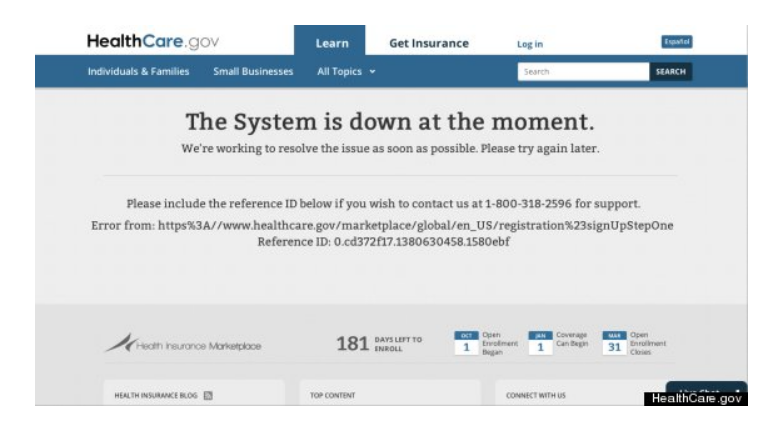 HealthCare.gov
Learn
Get Insurance
Log in
Español
Individuals & Families
Small Businesses
All Topics
Search
SEARCH
The System is down at the moment.
We're working to resolve the issue as soon as possible. Please try again later.
Please include the reference ID below if you wish to contact us at 1-800-318-2596 for support.
Error from: https%3A//www.healthcare.gov/marketplace/global/en_US/registration%23signUpStepOne
Reference ID: 0.cd372f17.1380630458.1580ebf
Health Insurance Marketplace
181
DAYS LEFT TO
ENROLL
OCT
1
Open
Enrollment
Began
JAN
1
Coverage
Can Begin
MAR
31
Open
Enrollment
Closes
HEALTH INSURANCE BLOG
TOP CONTENT
CONNECT WITH US
HealthCare.gov